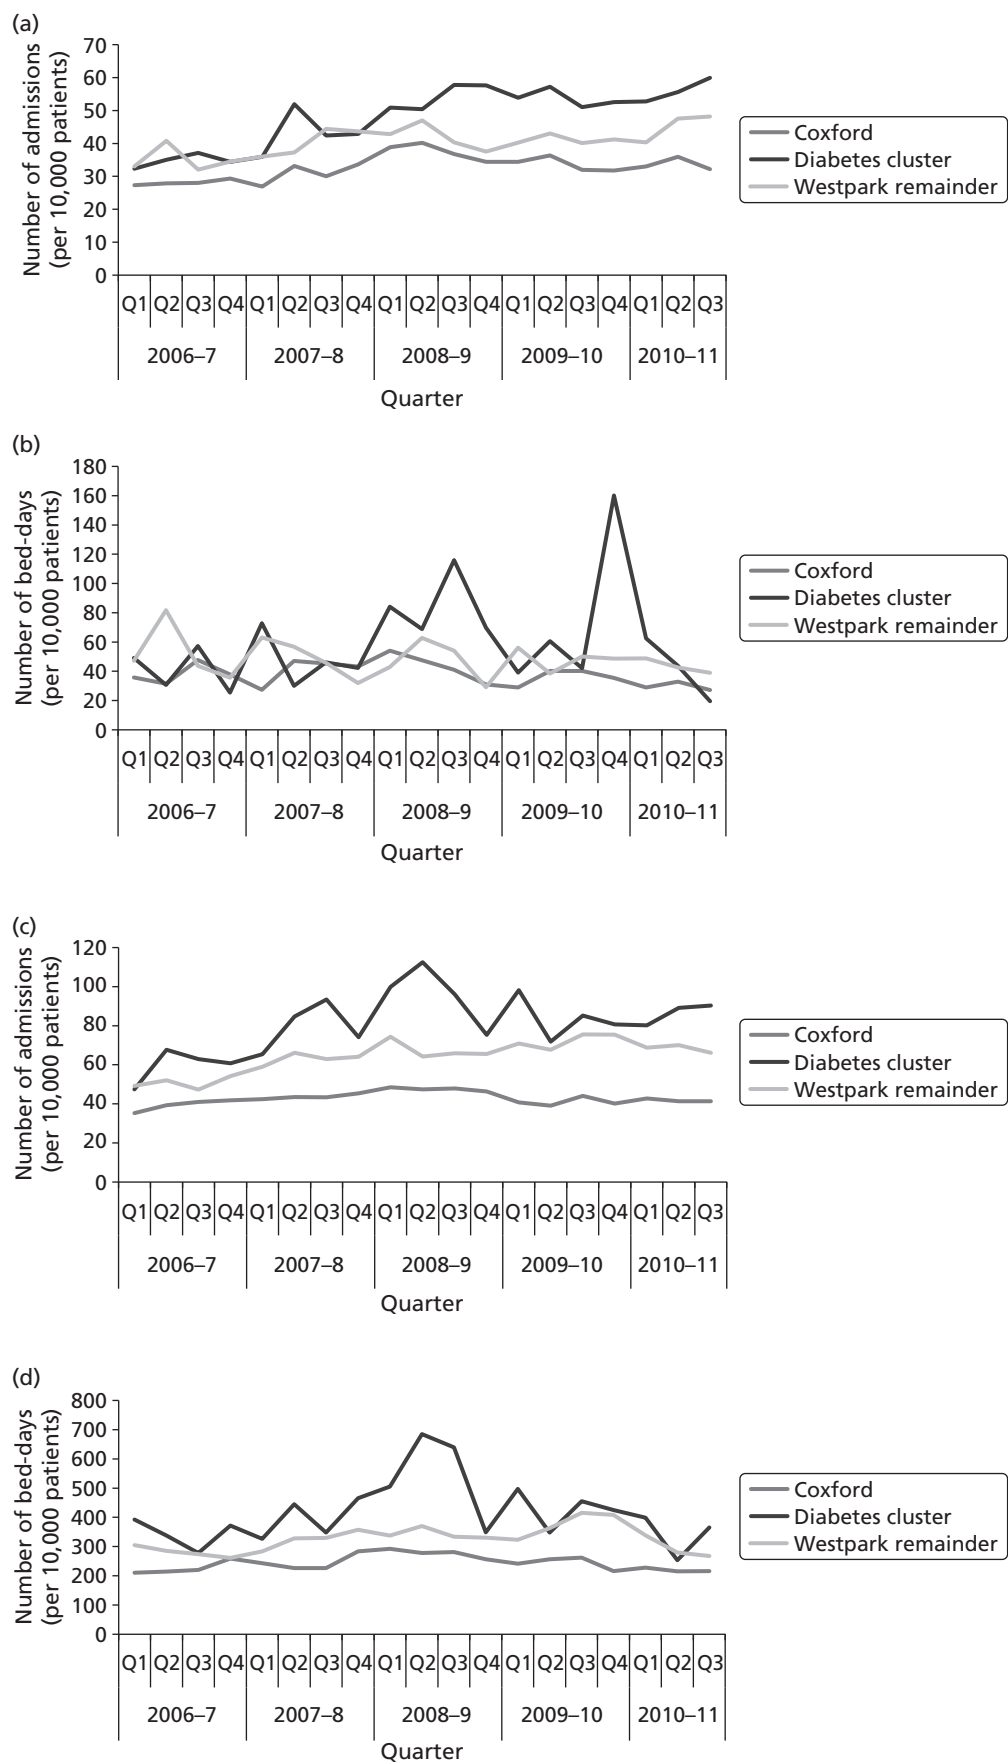 (a)
Number of admissions
(per 10,000 patients)
70
60
50
40
30
20
10
0
Q1 Q2 Q3 Q4 Q1 Q2 Q3 Q4 Q1 Q2 Q3 Q4 Q1 Q2 Q3 Q4 Q1 Q2 Q3
2006–7 2007–8 2008–9 2009–10 2010–11
Quarter
Coxford
Diabetes cluster
Westpark remainder
(b)
Number of bed-days
(per 10,000 patients)
180
160
140
120
100
80
60
40
20
0
Q1 Q2 Q3 Q4 Q1 Q2 Q3 Q4 Q1 Q2 Q3 Q4 Q1 Q2 Q3 Q4 Q1 Q2 Q3
2006–7 2007–8 2008–9 2009–10 2010–11
Quarter
Coxford
Diabetes cluster
Westpark remainder
(c)
Number of admissions
(per 10,000 patients)
120
100
80
60
40
20
0
Q1 Q2 Q3 Q4 Q1 Q2 Q3 Q4 Q1 Q2 Q3 Q4 Q1 Q2 Q3 Q4 Q1 Q2 Q3
2006–7 2007–8 2008–9 2009–10 2010–11
Quarter
Coxford
Diabetes cluster
Westpark remainder
(d)
Number of bed-days
(per 10,000 patients)
800
700
600
500
400
300
200
100
0
Q1 Q2 Q3 Q4 Q1 Q2 Q3 Q4 Q1 Q2 Q3 Q4 Q1 Q2 Q3 Q4 Q1 Q2 Q3
2006–7 2007–8 2008–9 2009–10 2010–11
Quarter
Coxford
Diabetes cluster
Westpark remainder